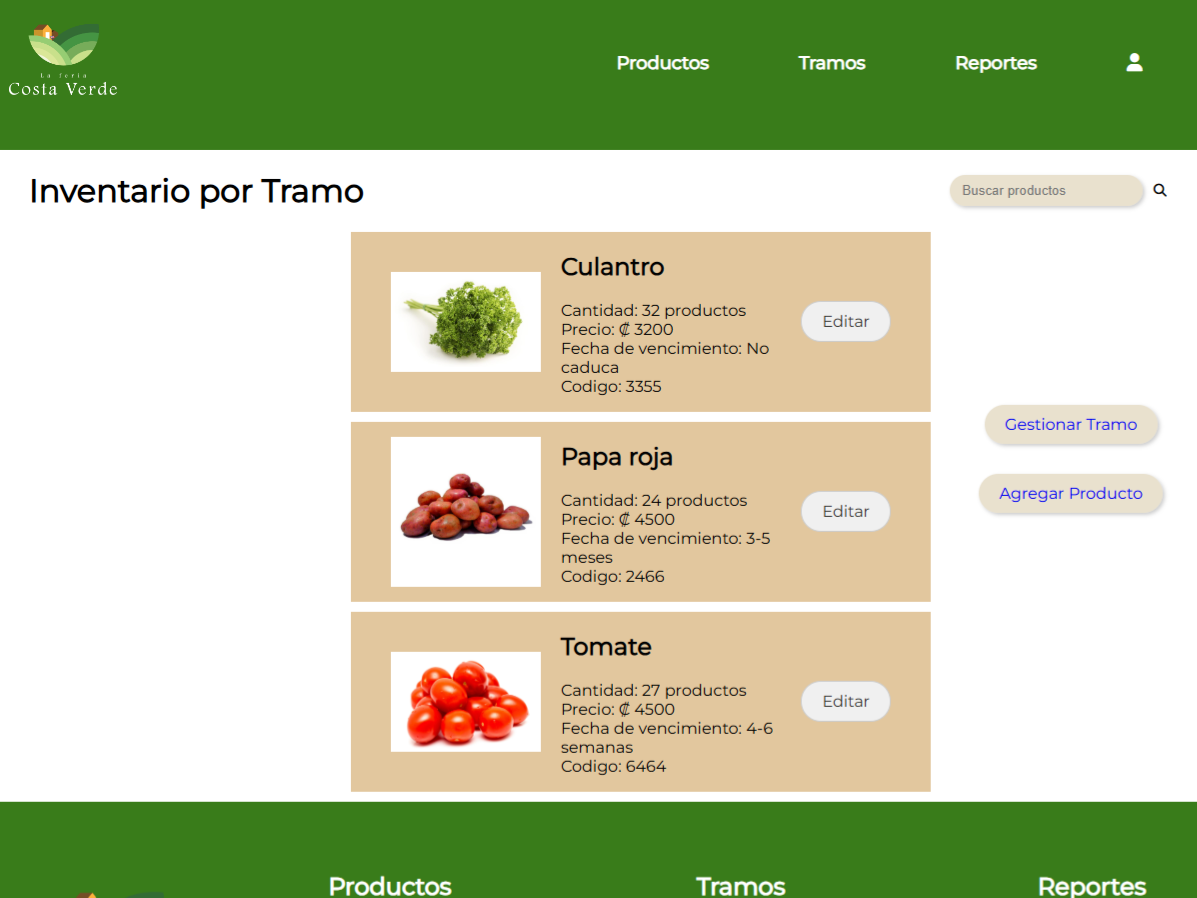 La feria
Costa Verde
Productos
Tramos
Reportes
Inventario por Tramo
Buscar productos
Culantro
Cantidad: 32 productos
Precio: ₡ 3200
Fecha de vencimiento: No
caduca
Codigo: 3355
Editar
Papa roja
Cantidad: 24 productos
Precio: ₡ 4500
Fecha de vencimiento: 3-5
meses
Codigo: 2466
Editar
Tomate
Cantidad: 27 productos
Precio: ₡ 4500
Fecha de vencimiento: 4-6
semanas
Codigo: 6464
Editar
Gestionar Tramo
Agregar Producto
Productos
Tramos
Reportes